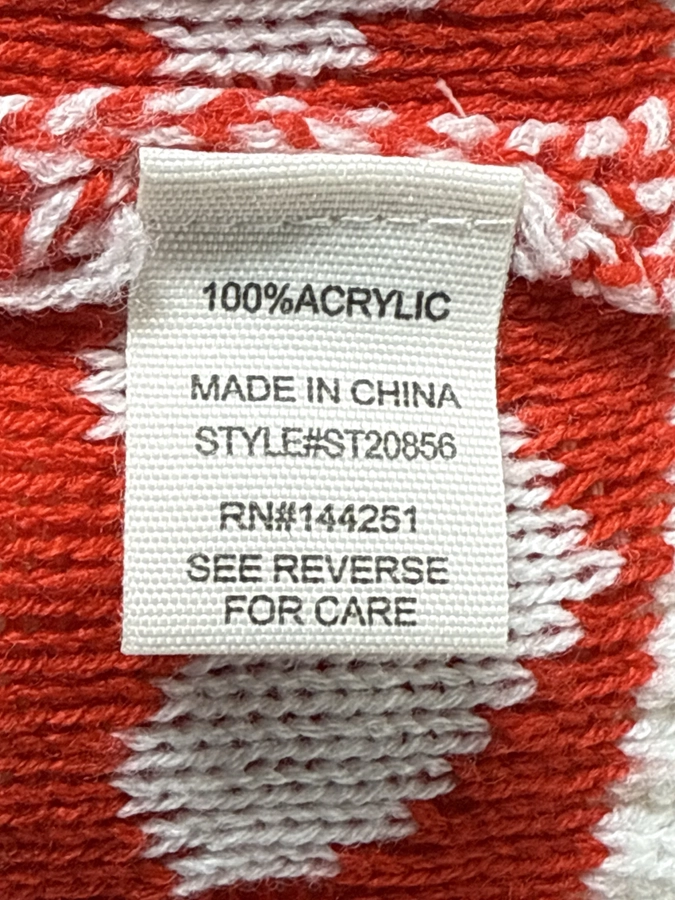 100%ACRYLIC
MADE IN CHINA
STYLE#ST20856
RN#144251
SEE REVERSE
FOR CARE